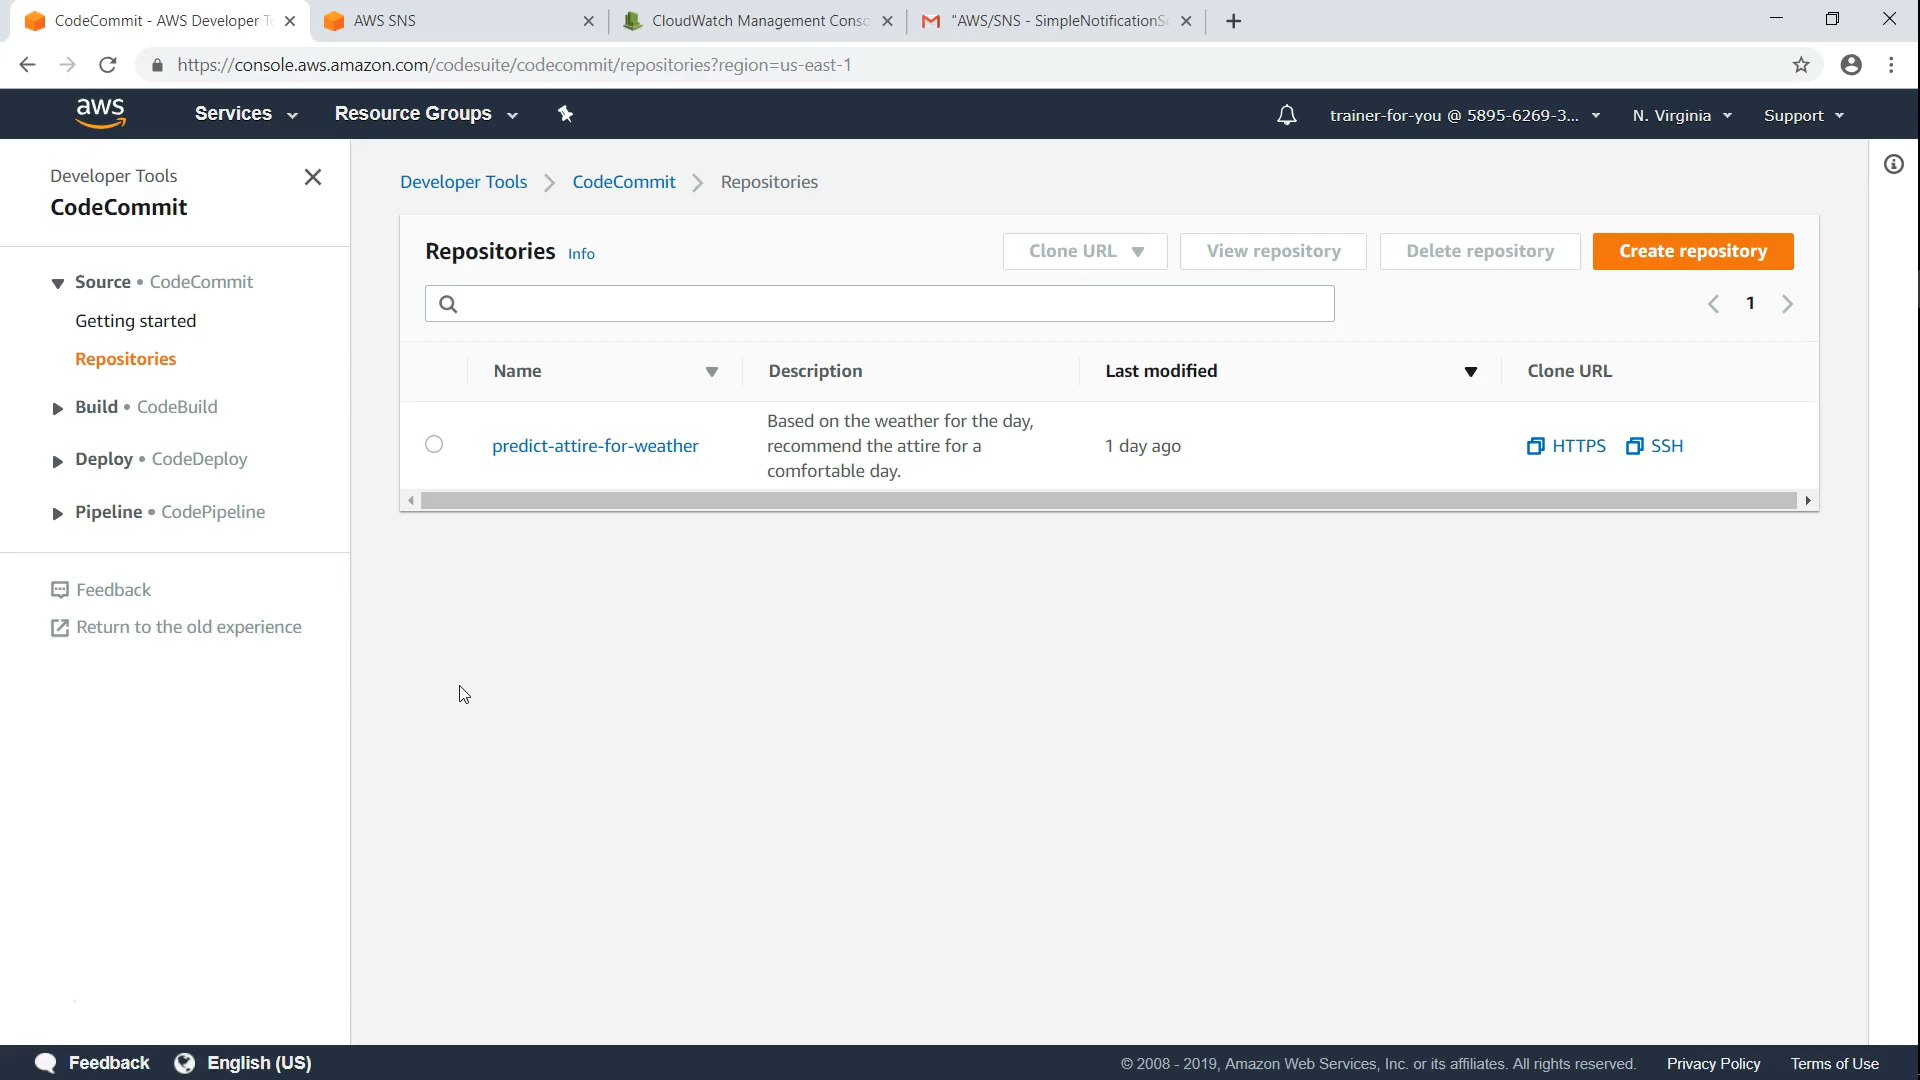 CodeCommit - AWS Developer T
AWS SNS
CloudWatch Management Conso
"AWS/SNS - SimpleNotificationS
https://console.aws.amazon.com/codesuite/codecommit/repositories?region=us-east-1
aws
Services
Resource Groups
trainer-for-you @ 5895-6269-3...
N. Virginia
Support
Developer Tools
CodeCommit
Source • CodeCommit
Getting started
Repositories
Build • CodeBuild
Deploy • CodeDeploy
Pipeline • CodePipeline
Feedback
Return to the old experience
Developer Tools
CodeCommit
Repositories
Repositories Info
Clone URL
View repository
Delete repository
Create repository
1
Name
Description
Last modified
Clone URL
predict-attire-for-weather
Based on the weather for the day,
recommend the attire for a
comfortable day.
1 day ago
HTTPS
SSH
Feedback
English (US)
© 2008 - 2019, Amazon Web Services, Inc. or its affiliates. All rights reserved.
Privacy Policy
Terms of Use